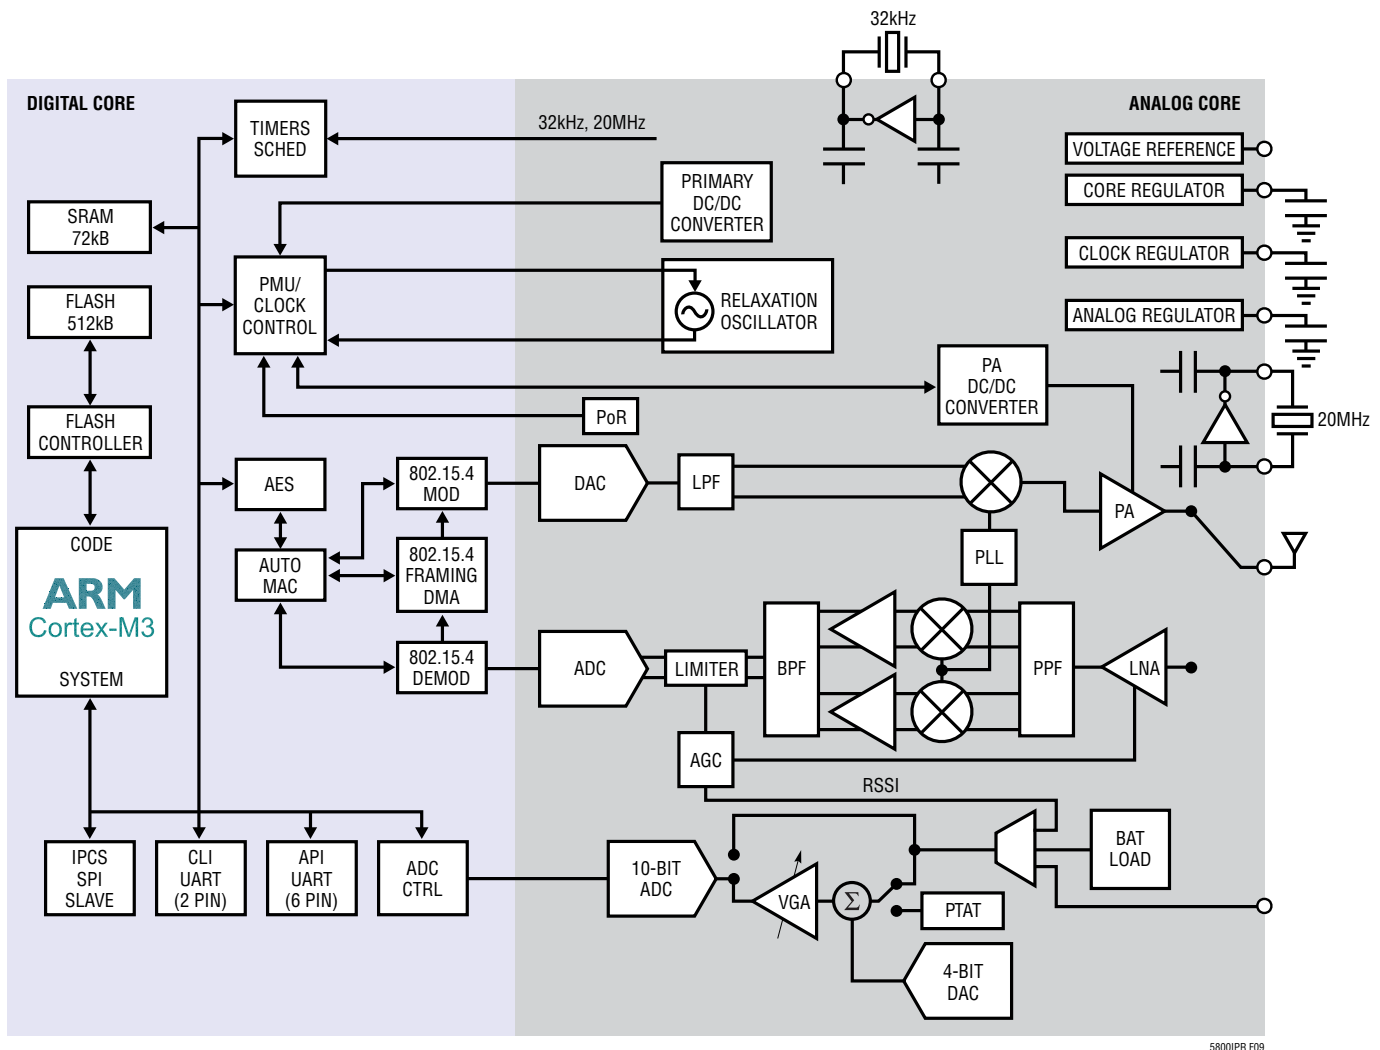 32kHz
DIGITAL CORE
ANALOG CORE
TIMERS
SCHED
32kHz, 20MHz
VOLTAGE REFERENCE
PRIMARY
DC/DC
CONVERTER
CORE REGULATOR
SRAM
72kB
CLOCK REGULATOR
PMU/
CLOCK
CONTROL
RELAXATION
OSCILLATOR
FLASH
512kB
ANALOG REGULATOR
PA
DC/DC
CONVERTER
PoR
20MHz
FLASH
CONTROLLER
AES
802.15.4
MOD
DAC
LPF
PA
CODE
ARM
Cortex-M3
SYSTEM
AUTO
MAC
802.15.4
FRAMING
DMA
PLL
802.15.4
DEMOD
ADC
LIMITER
BPF
PPF
LNA
AGC
RSSI
IPCS
SPI
SLAVE
CLI
UART
(2 PIN)
API
UART
(6 PIN)
ADC
CTRL
10-BIT
ADC
VGA
Σ
BAT
LOAD
PTAT
4-BIT
DAC
5800IPR F09